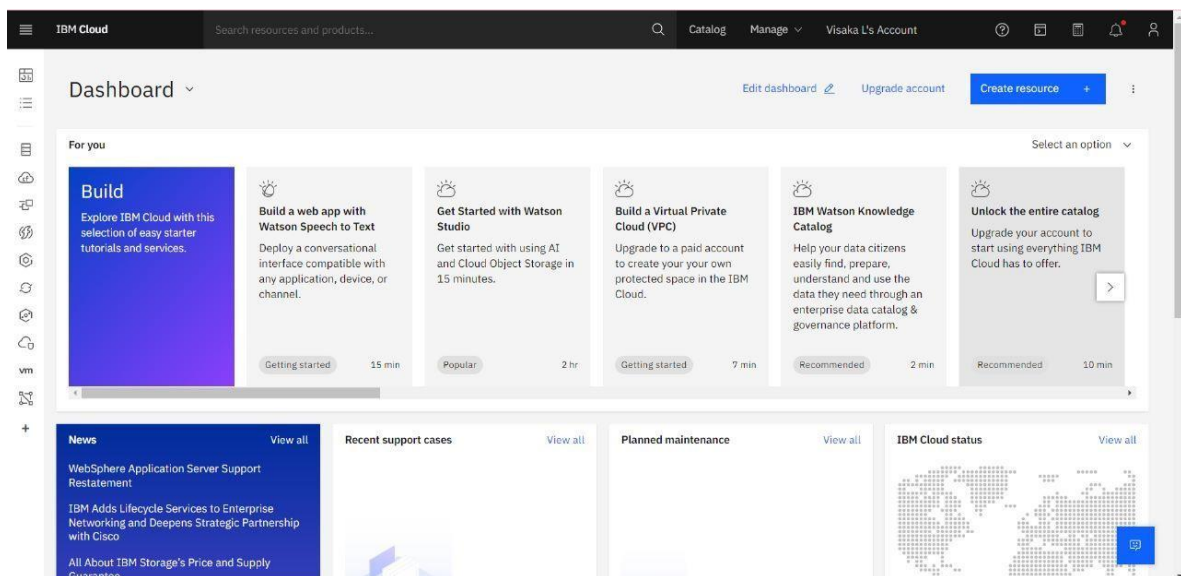 IBM Cloud
Search resources and products...
Catalog
Manage
Visaka L's Account
Dashboard
Edit dashboard
Upgrade account
Create resource +
For you
Select an option
Build
Explore IBM Cloud with this
selection of easy starter
tutorials and services.
Build a web app with
Watson Speech to Text
Deploy a conversational
interface compatible with
any application, device, or
channel.
Getting started
15 min
Get Started with Watson
Studio
Get started with using AI
and Cloud Object Storage in
15 minutes.
Popular
2 hr
Build a Virtual Private
Cloud (VPC)
Upgrade to a paid account
to create your your own
protected space in the IBM
Cloud.
Getting started
7 min
IBM Watson Knowledge
Catalog
Help your data citizens
easily find, prepare,
understand and use the
data they need through an
enterprise data catalog &
governance platform.
Recommended
2 min
Unlock the entire catalog
Upgrade your account to
start using everything IBM
Cloud has to offer.
Recommended
10 min
vm
News
View all
WebSphere Application Server Support
Restatement
IBM Adds Lifecycle Services to Enterprise
Networking and Deepens Strategic Partnership
with Cisco
All About IBM Storage's Price and Supply
Guarantee
Recent support cases
View all
Planned maintenance
View all
IBM Cloud status
View all